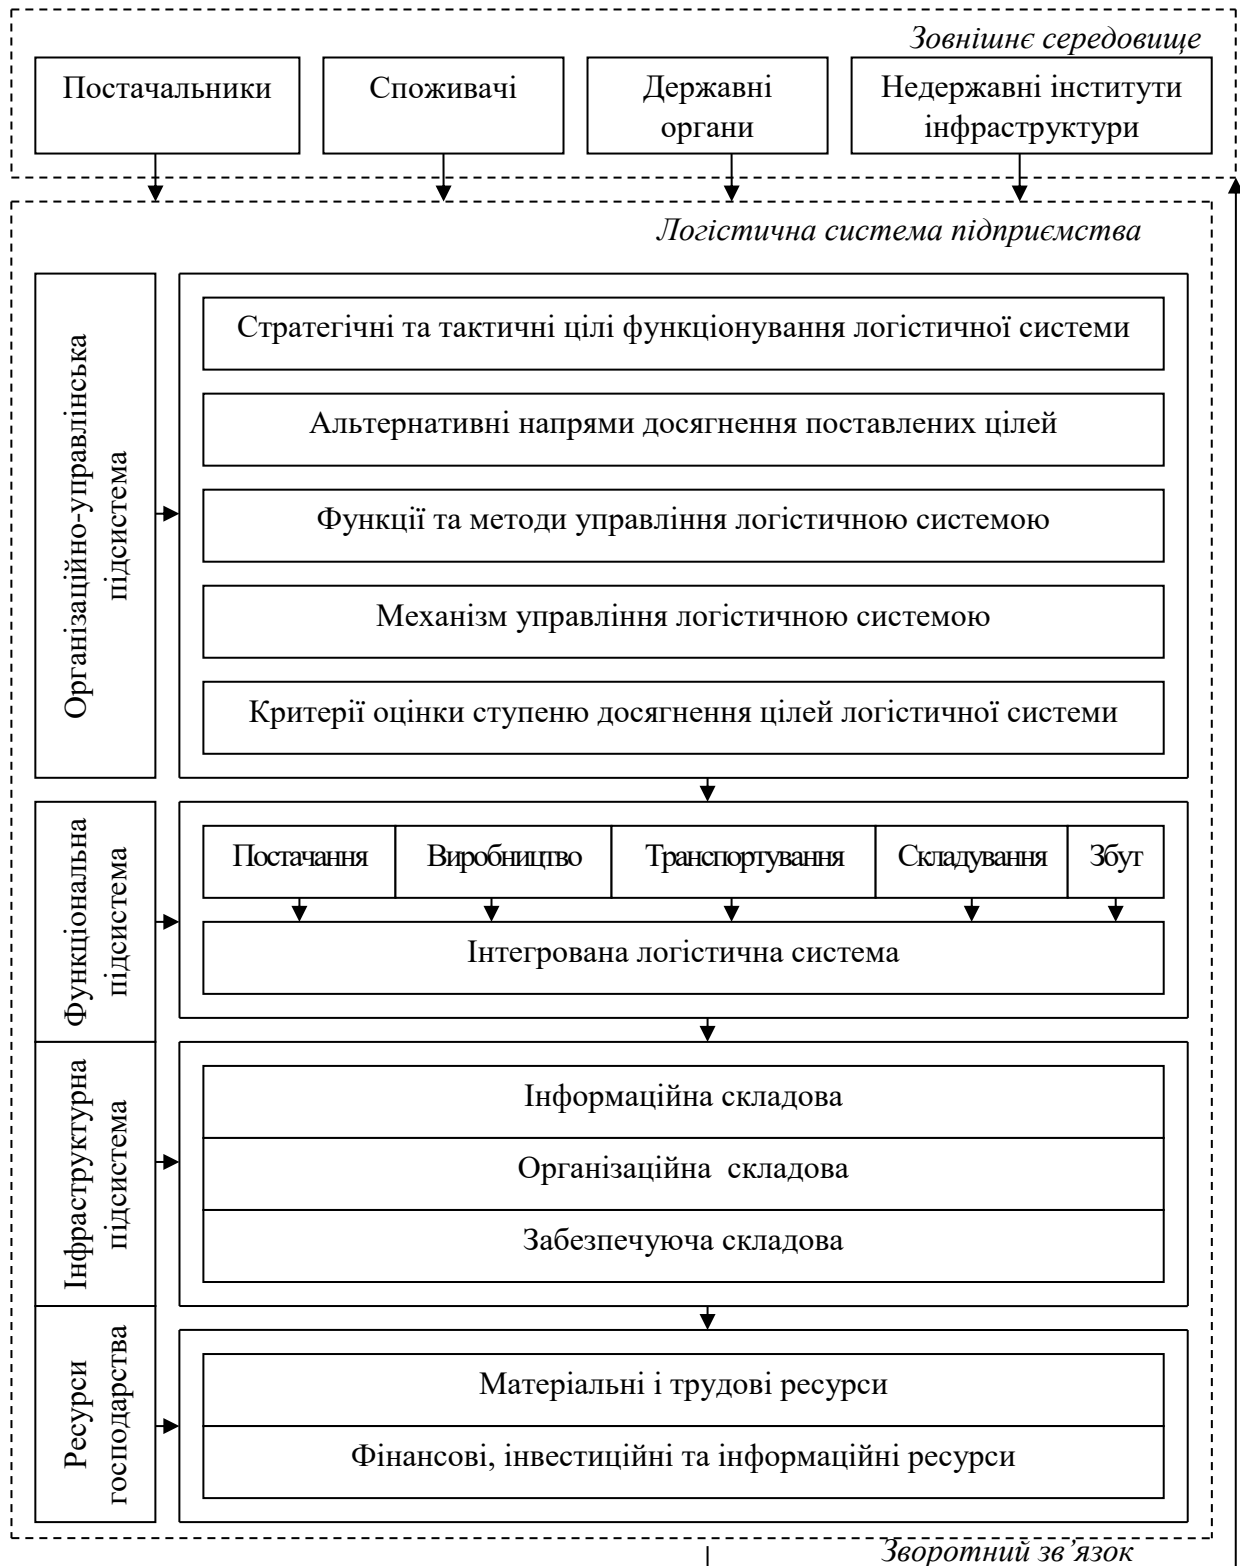 Зовнішнє середовище
Постачальники
Споживачі
Державні
органи
Недержавні інститути
інфраструктури
Логістична система підприємства
Організаційно-управлінська
підсистема
Стратегічні та тактичні цілі функціонування логістичної системи
Альтернативні напрями досягнення поставлених цілей
Функції та методи управління логістичною системою
Механізм управління логістичною системою
Критерії оцінки ступеню досягнення цілей логістичної системи
Функціональна
підсистема
Постачання
Виробництво
Транспортування
Складування
Збут
Інтегрована логістична система
Інфраструктурна
підсистема
Інформаційна складова
Організаційна  складова
Забезпечуюча складова
Ресурси
господарства
Матеріальні і трудові ресурси
Фінансові, інвестиційні та інформаційні ресурси
Зворотний зв’язок